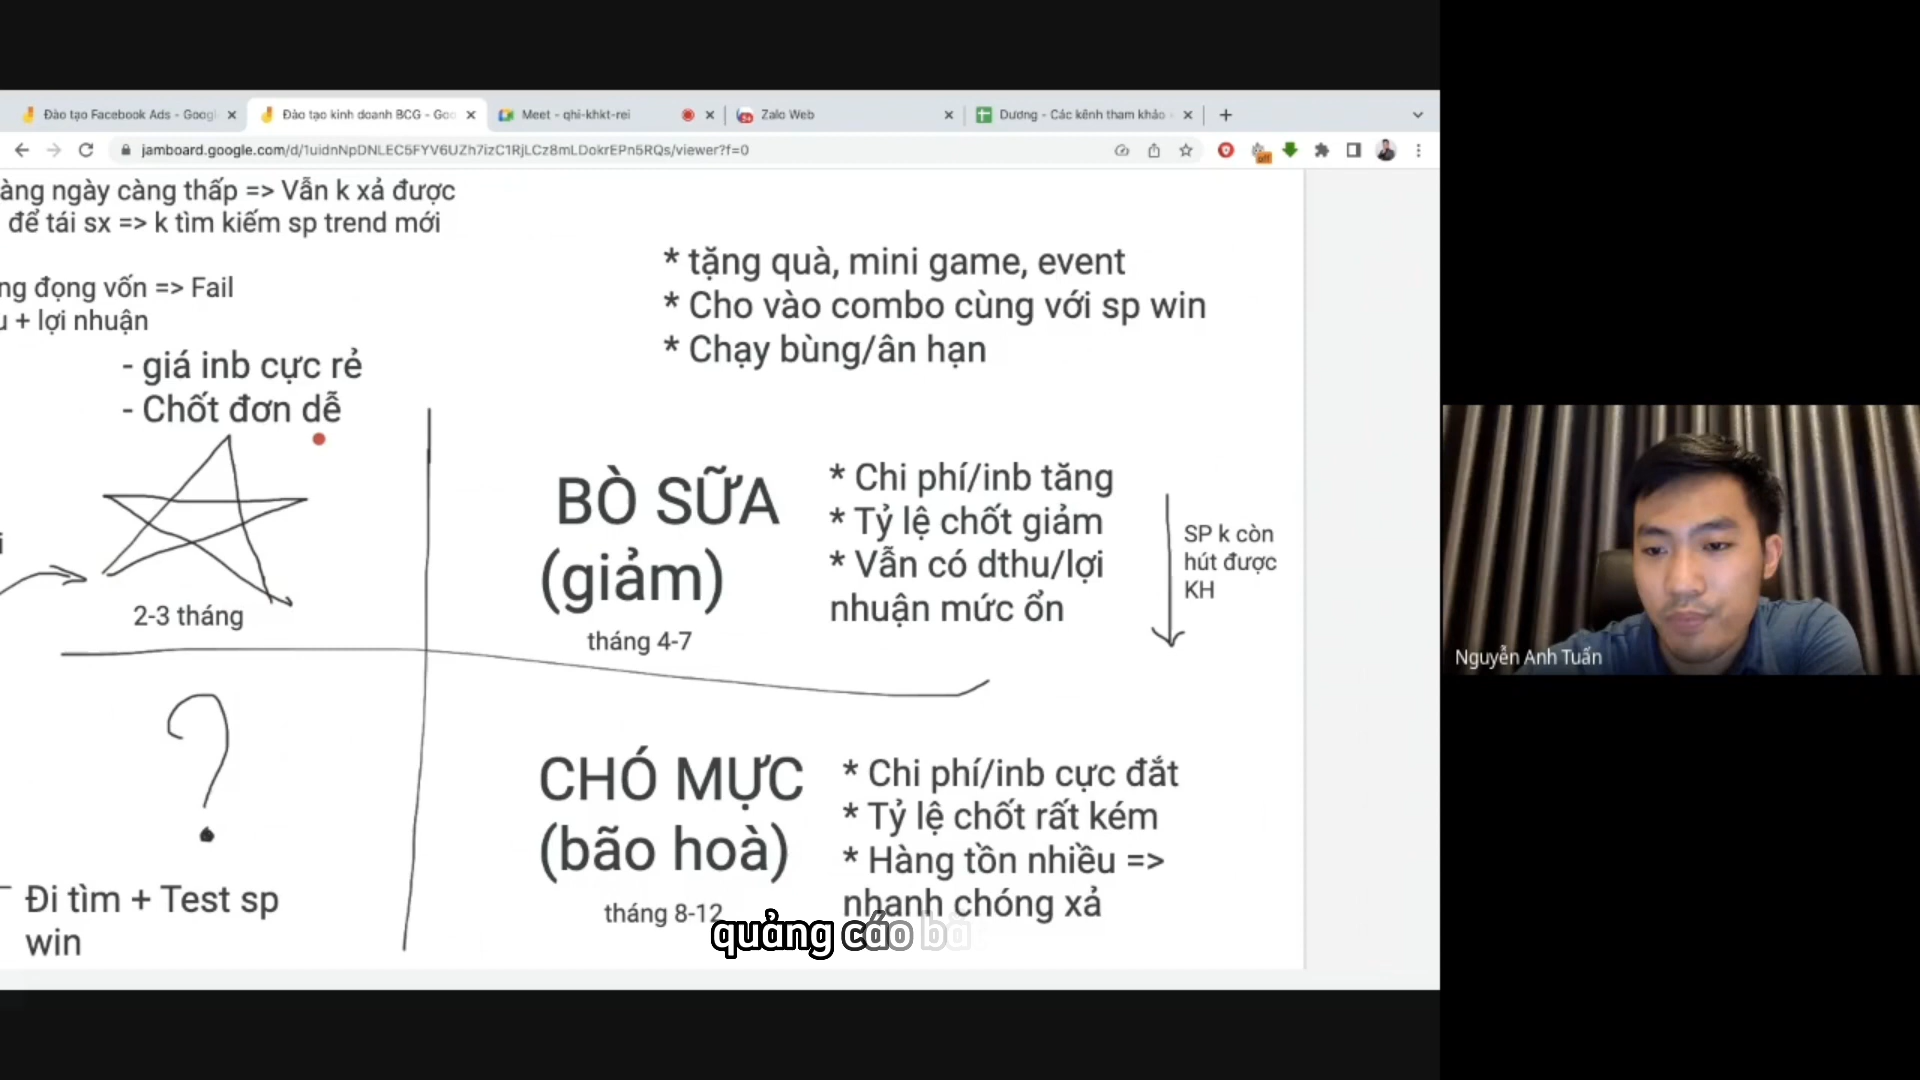 Đào tạo Facebook Ads - Googl
Đào tạo kinh doanh BCG - Goo
Meet - qhi-khkt-rei
Zalo Web
Dương - Các kênh tham khảo -
jamboard.google.com/d/1uidnNpDNLEC5FYV6UZh7izC1RjLCz8mLDokrEPn5RQs/viewer?f=0
àng ngày càng thấp => Vẫn k xả được
để tái sx => k tìm kiếm sp trend mới
ng đọng vốn => Fail
u + lợi nhuận
- giá inb cực rẻ
- Chốt đơn dễ
2-3 tháng
?
Đi tìm + Test sp
win
* tặng quà, mini game, event
* Cho vào combo cùng với sp win
* Chạy bùng/ân hạn
BÒ SỮA
(giảm)
tháng 4-7
* Chi phí/inb tăng
* Tỷ lệ chốt giảm
* Vẫn có dthu/lợi
nhuận mức ổn
SP k còn
hút được
KH
CHÓ MỰC
(bão hoà)
tháng 8-12
* Chi phí/inb cực đắt
* Tỷ lệ chốt rất kém
* Hàng tồn nhiều =>
nhanh chóng xả
quảng cáo bă
Nguyễn Anh Tuấn